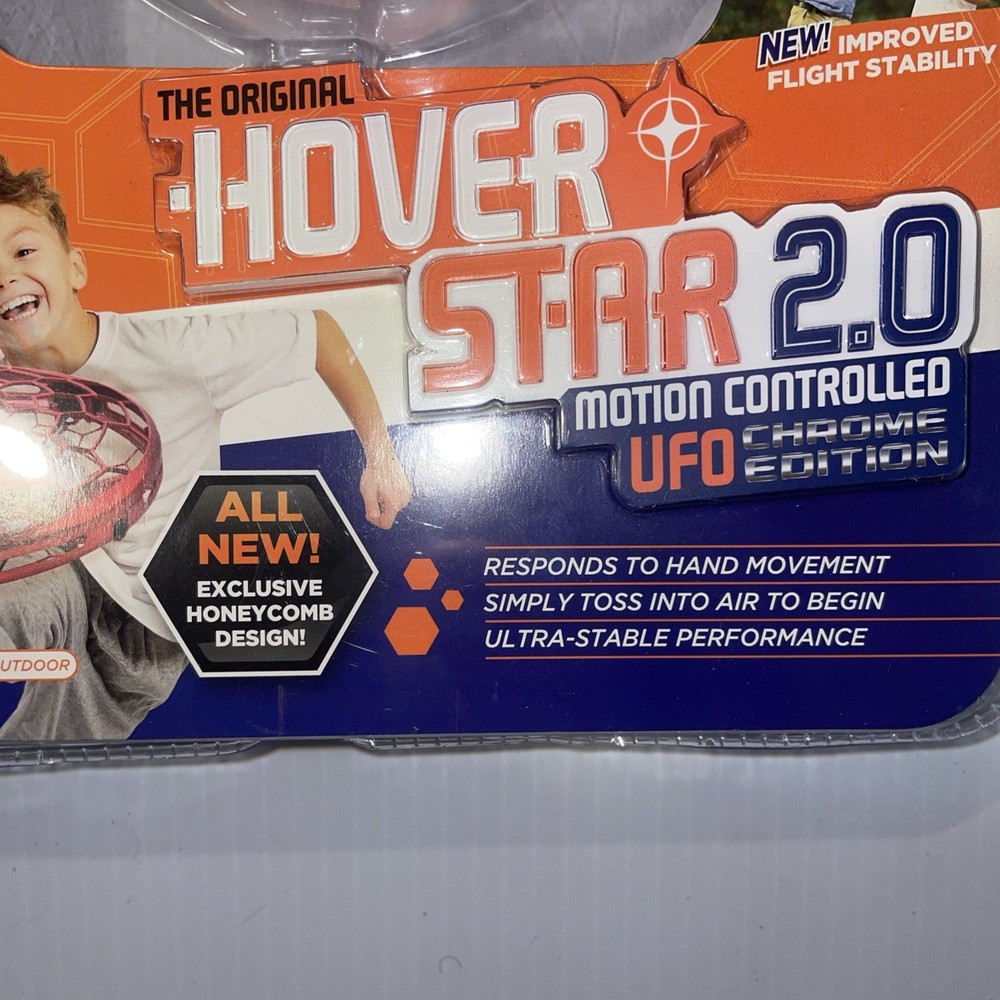 NEW! IMPROVED
FLIGHT STABILITY
THE ORIGINAL
HOVER
STAR 2.0
MOTION CONTROLLED
UFO CHROME
EDITION
ALL
NEW!
EXCLUSIVE
HONEYCOMB
DESIGN!
RESPONDS TO HAND MOVEMENT
SIMPLY TOSS INTO AIR TO BEGIN
ULTRA-STABLE PERFORMANCE
UTDOOR